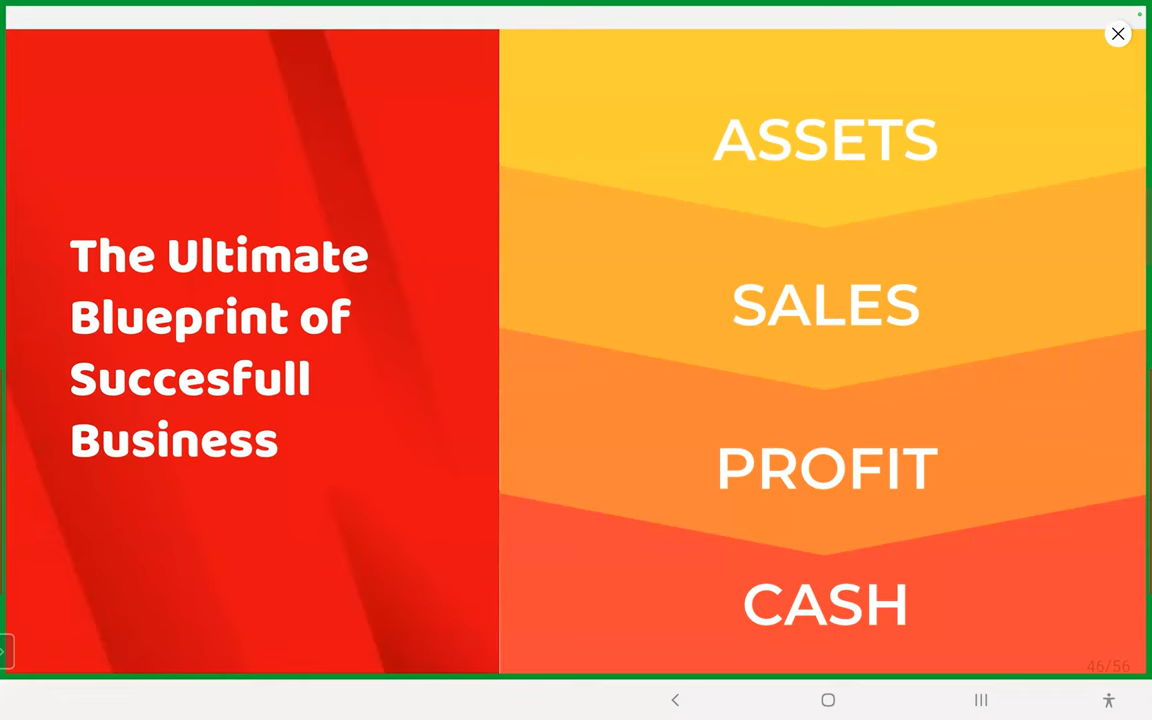 The Ultimate
Blueprint of
Succesfull
Business
ASSETS
SALES
PROFIT
CASH
46/56